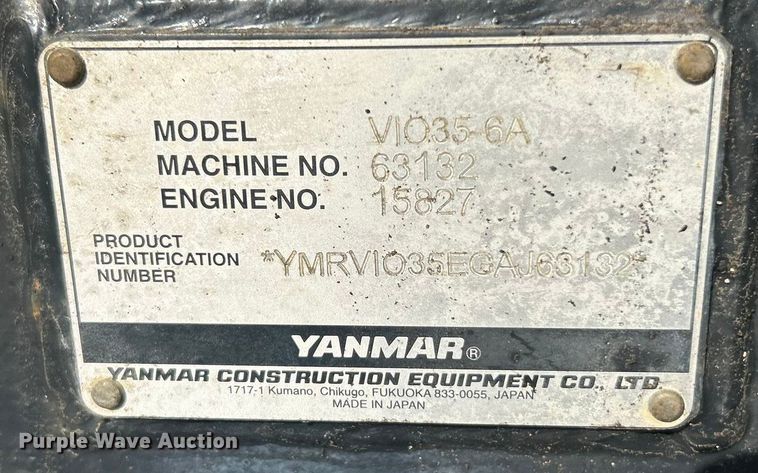 MODEL VIO35-6A
MACHINE NO. 63132
ENGINE NO. 15827
PRODUCT
IDENTIFICATION
NUMBER *YMRVIO35EGAJ63132*
YANMAR®
YANMAR CONSTRUCTION EQUIPMENT CO., LTD.
1717-1 Kumano, Chikugo, FUKUOKA 833-0055, JAPAN
MADE IN JAPAN
Purple Wave Auction